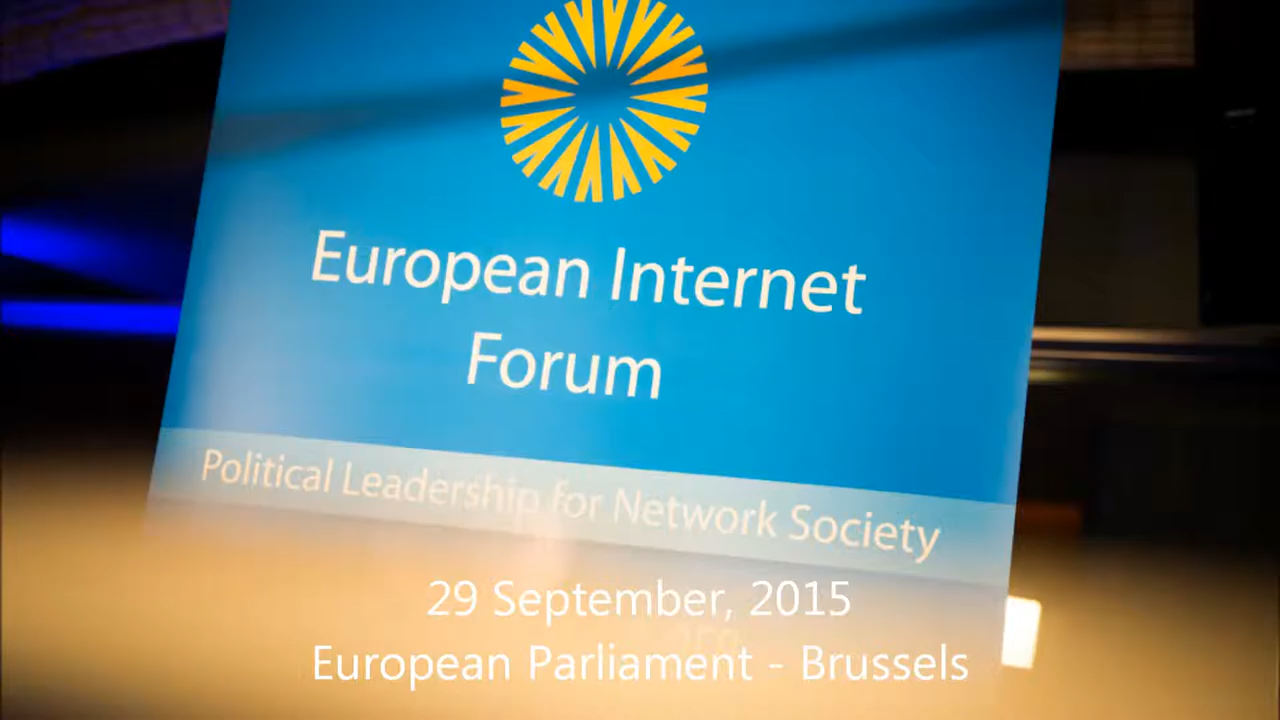 European Internet
Forum
Political Leadership for Network Society
29 September, 2015
European Parliament - Brussels